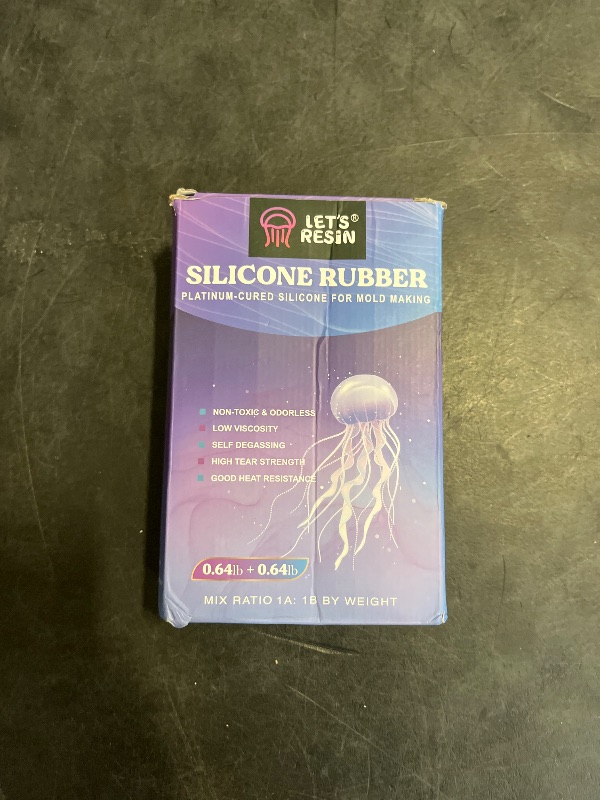 LET'S®
RESIN
SILICONE RUBBER
PLATINUM-CURED SILICONE FOR MOLD MAKING
NON-TOXIC & ODORLESS
LOW VISCOSITY
SELF DEGASSING
HIGH TEAR STRENGTH
GOOD HEAT RESISTANCE
0.64lb + 0.64lb
MIX RATIO 1A: 1B BY WEIGHT